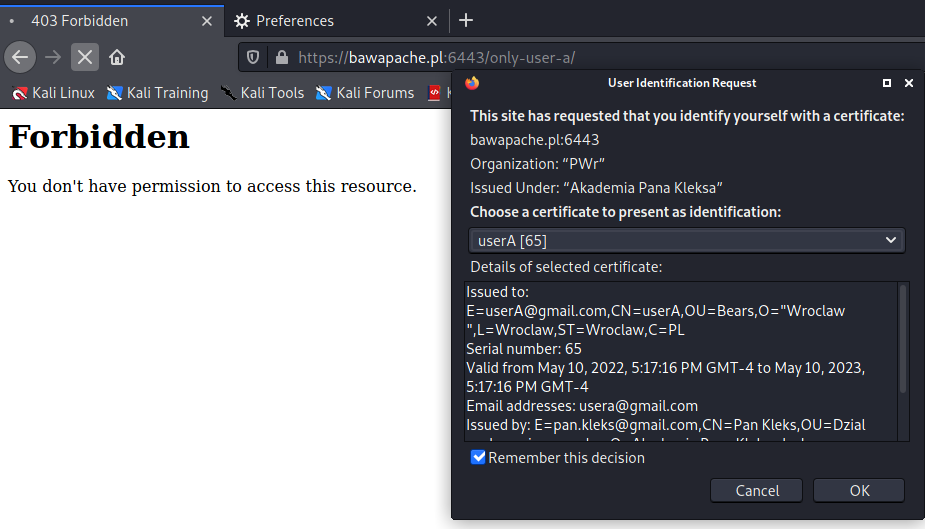 403 Forbidden
Preferences
https://bawapache.pl:6443/only-user-a/
Kali Linux
Kali Training
Kali Tools
Kali Forums
Forbidden
You don't have permission to access this resource.
User Identification Request
This site has requested that you identify yourself with a certificate:
bawapache.pl:6443
Organization: “PWr”
Issued Under: “Akademia Pana Kleksa”
Choose a certificate to present as identification:
userA [65]
Details of selected certificate:
Issued to:
E=userA@gmail.com,CN=userA,OU=Bears,O="Wroclaw
",L=Wroclaw,ST=Wroclaw,C=PL
Serial number: 65
Valid from May 10, 2022, 5:17:16 PM GMT-4 to May 10, 2023,
5:17:16 PM GMT-4
Email addresses: usera@gmail.com
Issued by: E=pan.kleks@gmail.com,CN=Pan Kleks,OU=Dzial
Remember this decision
Cancel
OK